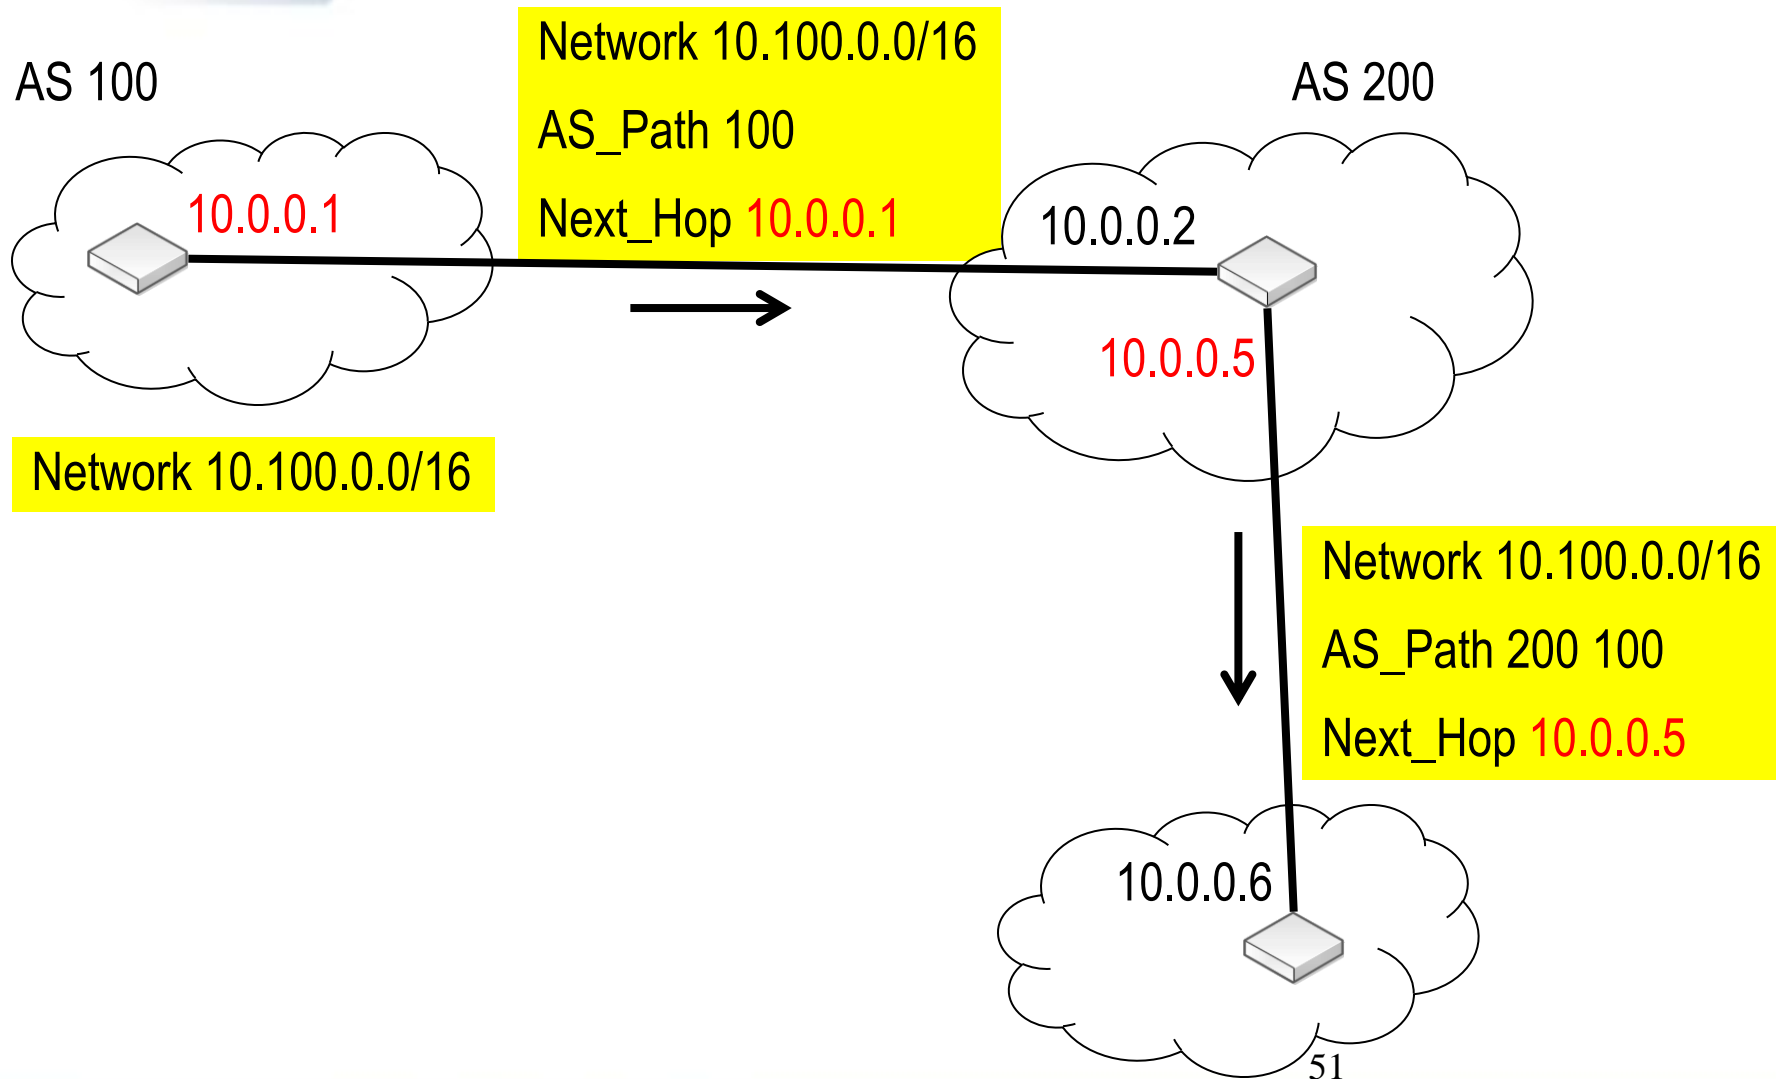 AS 100
Network 10.100.0.0/16
AS_Path 100
Next_Hop 10.0.0.1
AS 200
10.0.0.1
10.0.0.2
10.0.0.5
Network 10.100.0.0/16
Network 10.100.0.0/16
AS_Path 200 100
Next_Hop 10.0.0.5
10.0.0.6
51